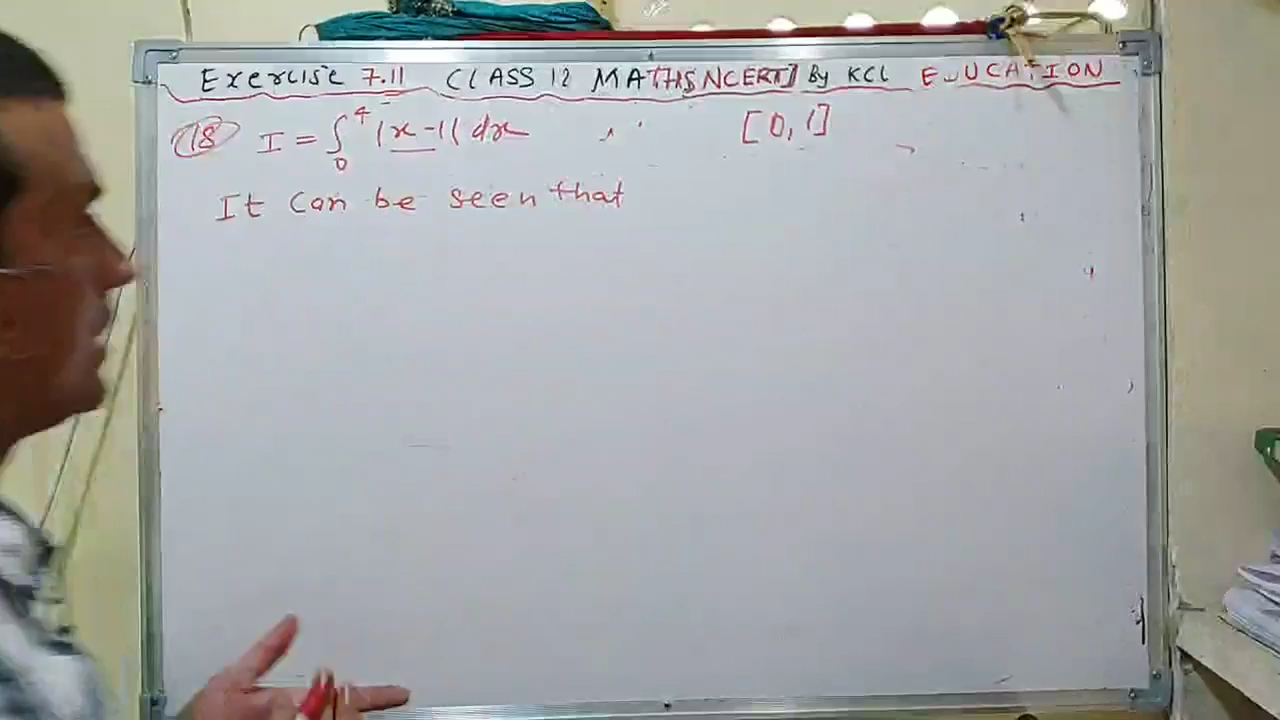 Exercise 7.11 CLASS 12 MATHS[NCERT] By KCL EDUCATION
18 I = ∫₀⁴ |x - 1| dx [0, 1]
It can be seen that